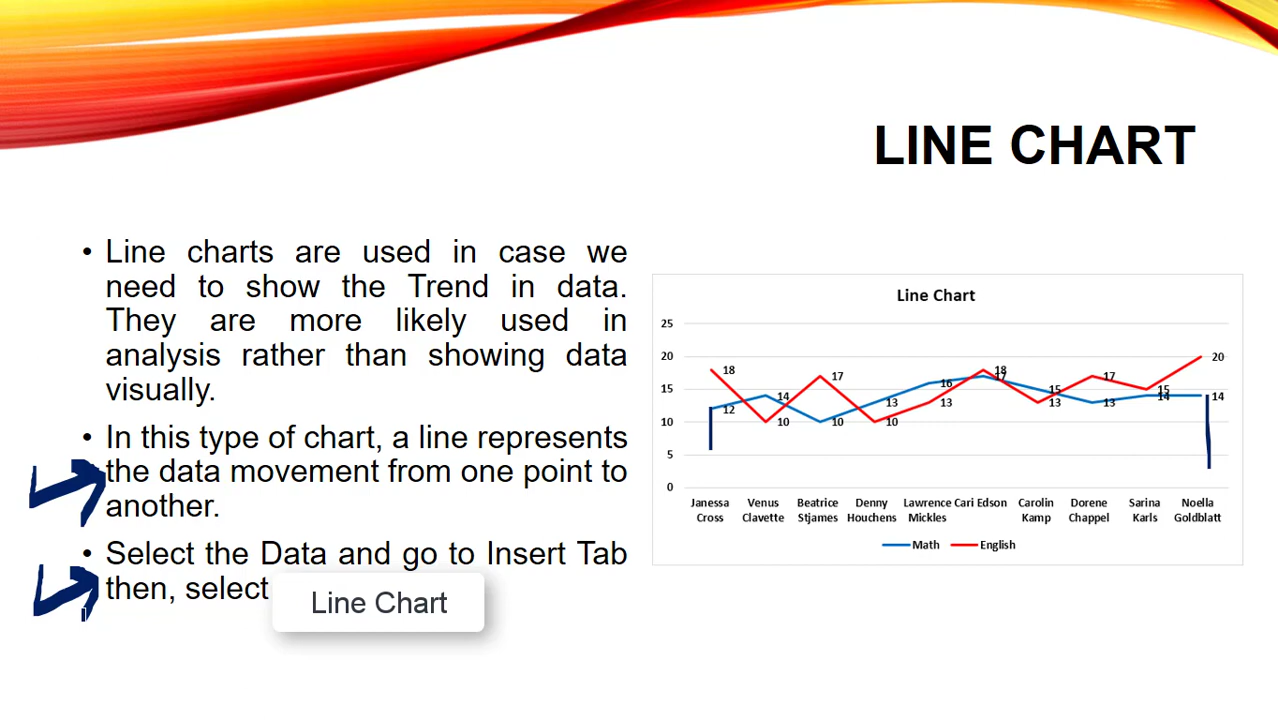 LINE CHART
• Line charts are used in case we
need to show the Trend in data.
They are more likely used in
analysis rather than showing data
visually.
• In this type of chart, a line represents
the data movement from one point to
another.
• Select the Data and go to Insert Tab
then, select
Line Chart
Line Chart
25
20
15
10
5
0
18
12
14
10
17
10
13
10
16
13
18
17
15
13
17
13
15
14
20
14
Janessa Cross
Venus Clavette
Beatrice Stjames
Denny Houchens
Lawrence Mickles
Cari Edson
Carolin Kamp
Dorene Chappel
Sarina Karls
Noella Goldblatt
Math English